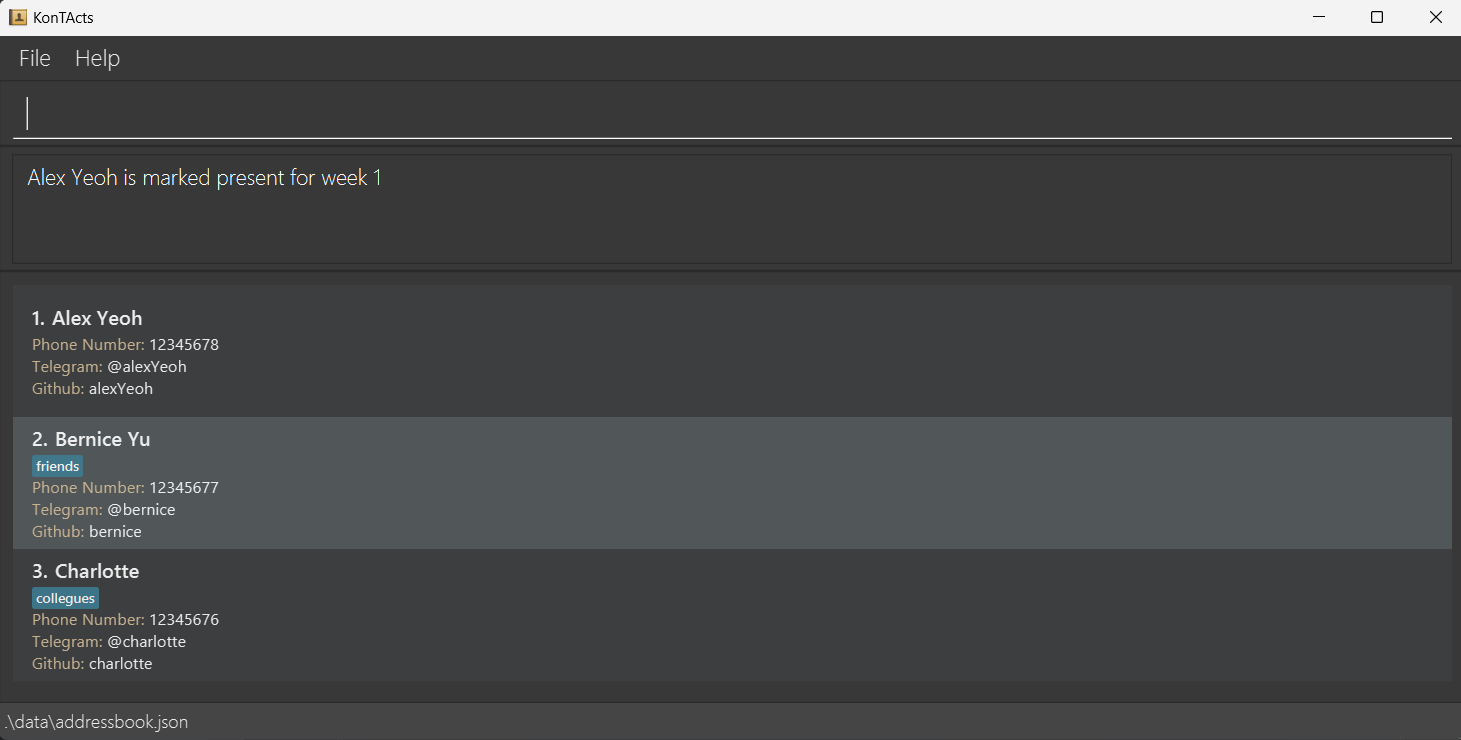 KonTActs
File Help
Alex Yeoh is marked present for week 1
1. Alex Yeoh
Phone Number: 12345678
Telegram: @alexYeoh
Github: alexYeoh
2. Bernice Yu
friends
Phone Number: 12345677
Telegram: @bernice
Github: bernice
3. Charlotte
collegues
Phone Number: 12345676
Telegram: @charlotte
Github: charlotte
.\data\addressbook.json